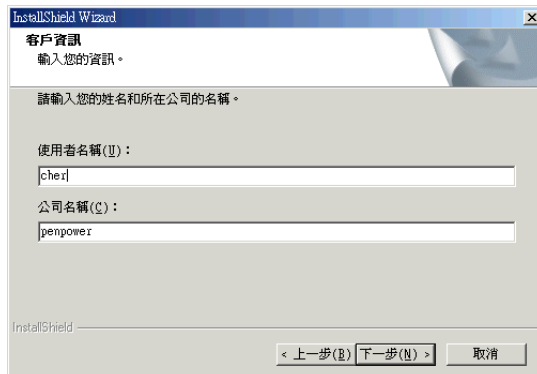 InstallShield Wizard
客戶資訊
輸入您的資訊。
請輸入您的姓名和所在公司的名稱。
使用者名稱(U)：
cher
公司名稱(C)：
penpower
InstallShield
< 上一步(B) 下一步(N) > 取消